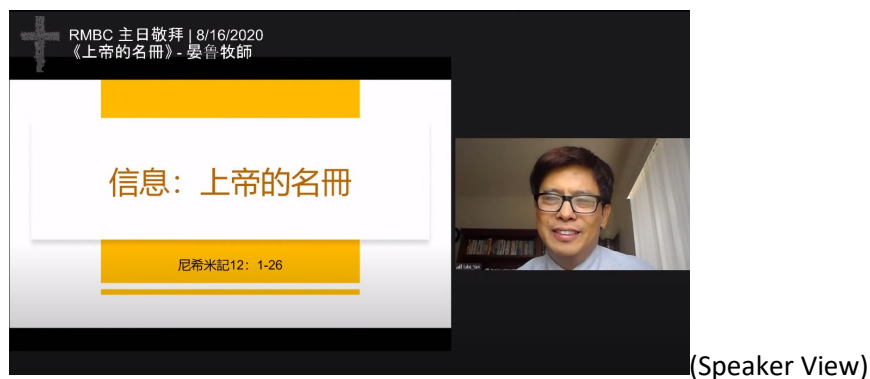 RMBC 主日敬拜 | 8/16/2020
《上帝的名冊》- 晏鲁牧師
信息：上帝的名冊
尼希米記12：1-26
(Speaker View)